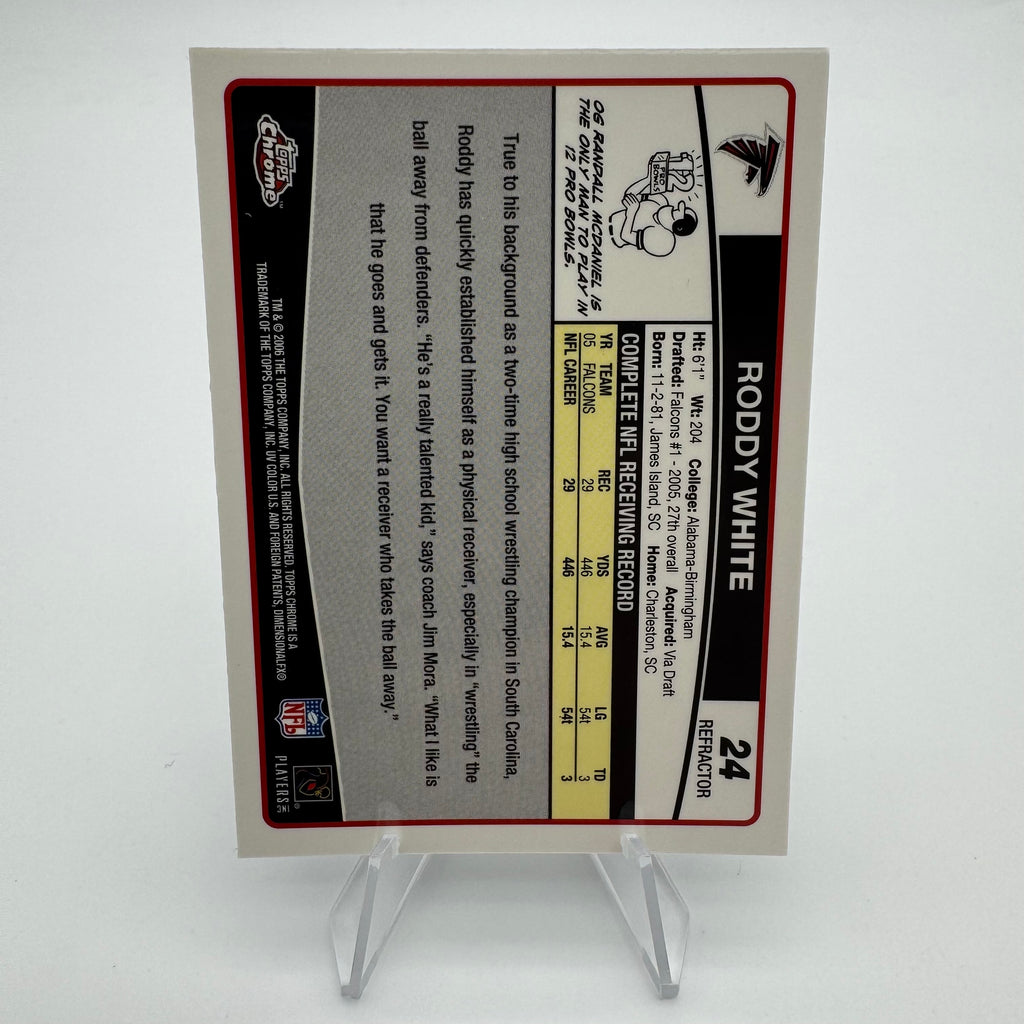 RODDY WHITE
24
REFRACTOR
Ht: 6'1" Wt: 204 College: Alabama-Birmingham
Drafted: Falcons #1 - 2005, 27th overall Acquired: Via Draft
Born: 11-2-81, James Island, SC Home: Charleston, SC
12
PRO
BOWLS
OG RANDALL MCDANIEL IS
THE ONLY MAN TO PLAY IN
12 PRO BOWLS.
COMPLETE NFL RECEIVING RECORD
YR TEAM REC YDS AVG LG TD
05 FALCONS 29 446 15.4 54t 3
NFL CAREER 29 446 15.4 54t 3
True to his background as a two-time high school wrestling champion in South Carolina,
Roddy has quickly established himself as a physical receiver, especially in "wrestling" the
ball away from defenders. "He's a really talented kid," says coach Jim Mora. "What I like is
that he goes and gets it. You want a receiver who takes the ball away."
Topps
Chrome™
TM & © 2006 THE TOPPS COMPANY, INC. ALL RIGHTS RESERVED. TOPPS CHROME IS A
TRADEMARK OF THE TOPPS COMPANY, INC. UV COLOR U.S. AND FOREIGN PATENTS, DIMENSIONALFX®
NFL
PLAYERS